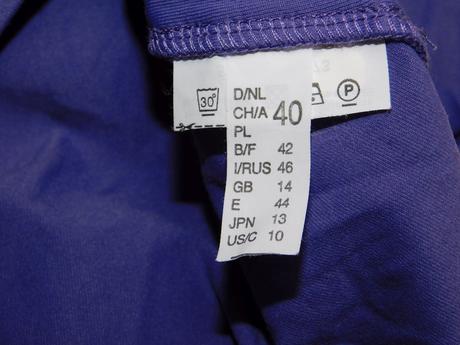 30°
P
D/NL
CH/A 40
PL
B/F 42
I/RUS 46
GB 14
E 44
JPN 13
US/C 10